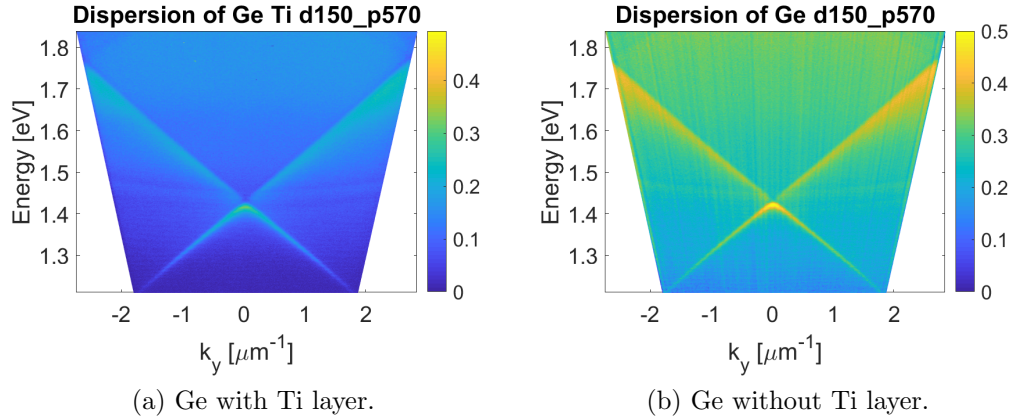 Dispersion of Ge Ti d150_p570
Dispersion of Ge d150_p570
1.8
1.7
1.6
1.5
1.4
1.3
Energy [eV]
-2 -1 0 1 2
k_y [μm^-1]
0.4
0.3
0.2
0.1
0
1.8
1.7
1.6
1.5
1.4
1.3
Energy [eV]
-2 -1 0 1 2
k_y [μm^-1]
0.5
0.4
0.3
0.2
0.1
0
(a) Ge with Ti layer.
(b) Ge without Ti layer.